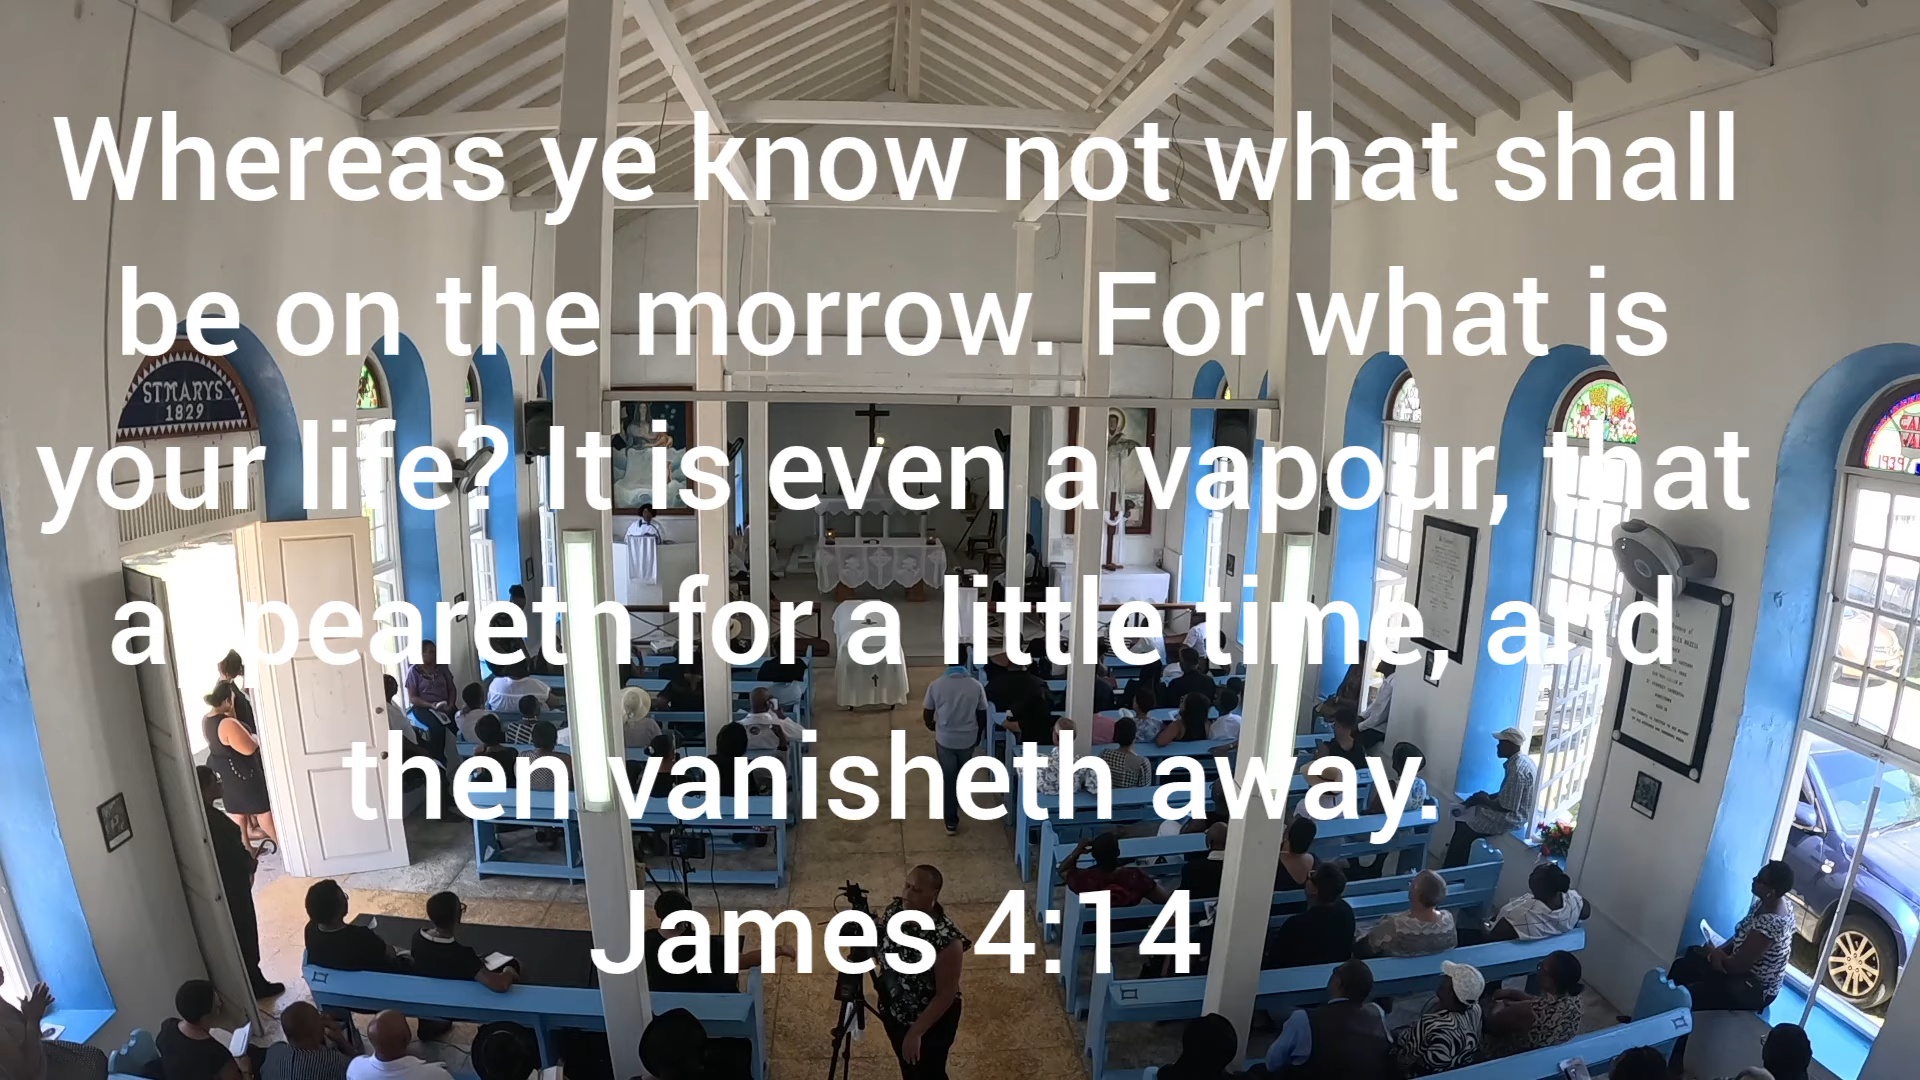 Whereas ye know not what shall
be on the morrow. For what is
your life? It is even a vapour, that
appeareth for a little time, and
then vanisheth away.
James 4:14
ST MARYS
1829
1939